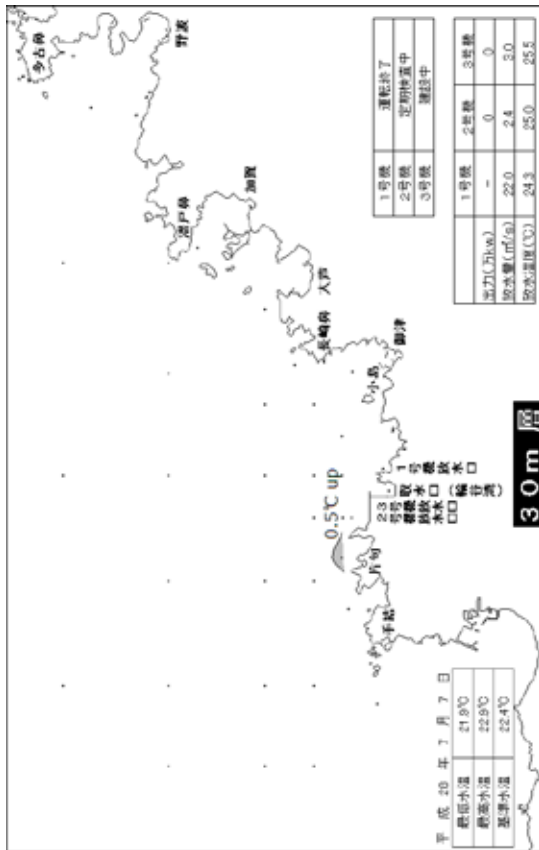 平 成 年 7 月 7 日
最低水温 21.9℃
最高水温 22.9℃
基準水温 22.4℃
30m 層
1号機 運転終了
2号機 定期検査中
3号機 建設中
1号機 2号機 3号機
出力(万kw) - 0 0
放水量(㎥/s) 22.0 2.4 3.0
放水温度(℃) 24.3 25.0 25.5
0.5℃ up
手結
片句
2号機放水口
3号機放水口
取水口(輪谷湾)
1号機放水口
小島
御津
長崎鼻
大芦
加賀
潜戸鼻
野波
多古鼻